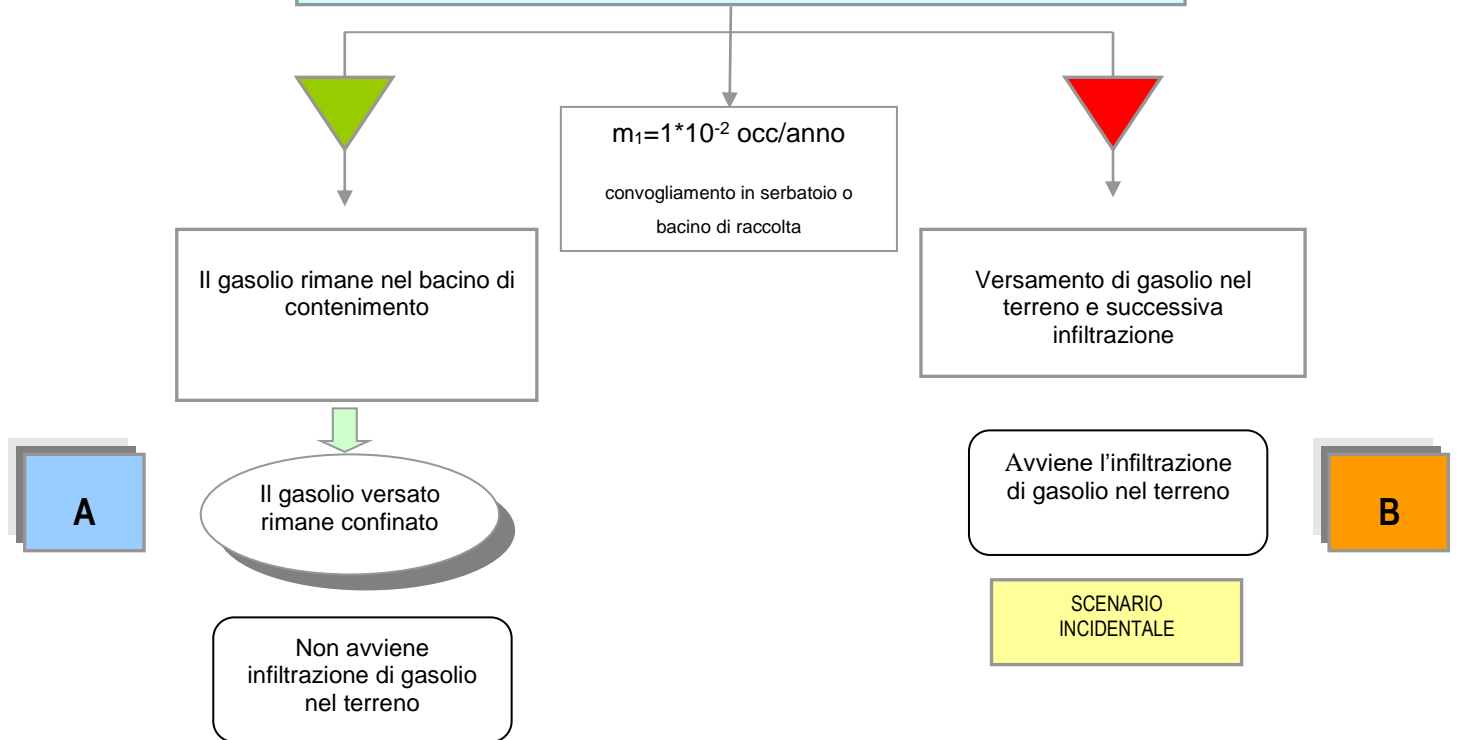 m₁=1*10⁻² occ/anno
convogliamento in serbatoio o
bacino di raccolta
Il gasolio rimane nel bacino di
contenimento
Versamento di gasolio nel
terreno e successiva
infiltrazione
A
Il gasolio versato
rimane confinato
Avviene l’infiltrazione
di gasolio nel terreno
B
SCENARIO
INCIDENTALE
Non avviene
infiltrazione di gasolio
nel terreno